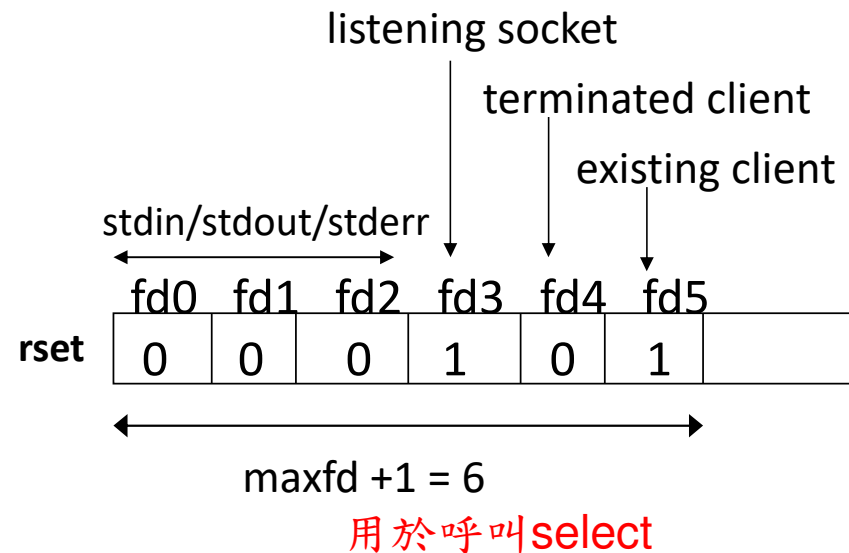 listening socket
terminated client
existing client
stdin/stdout/stderr
fd0 fd1 fd2 fd3 fd4 fd5
rset 0 0 0 1 0 1
maxfd +1 = 6
用於呼叫select